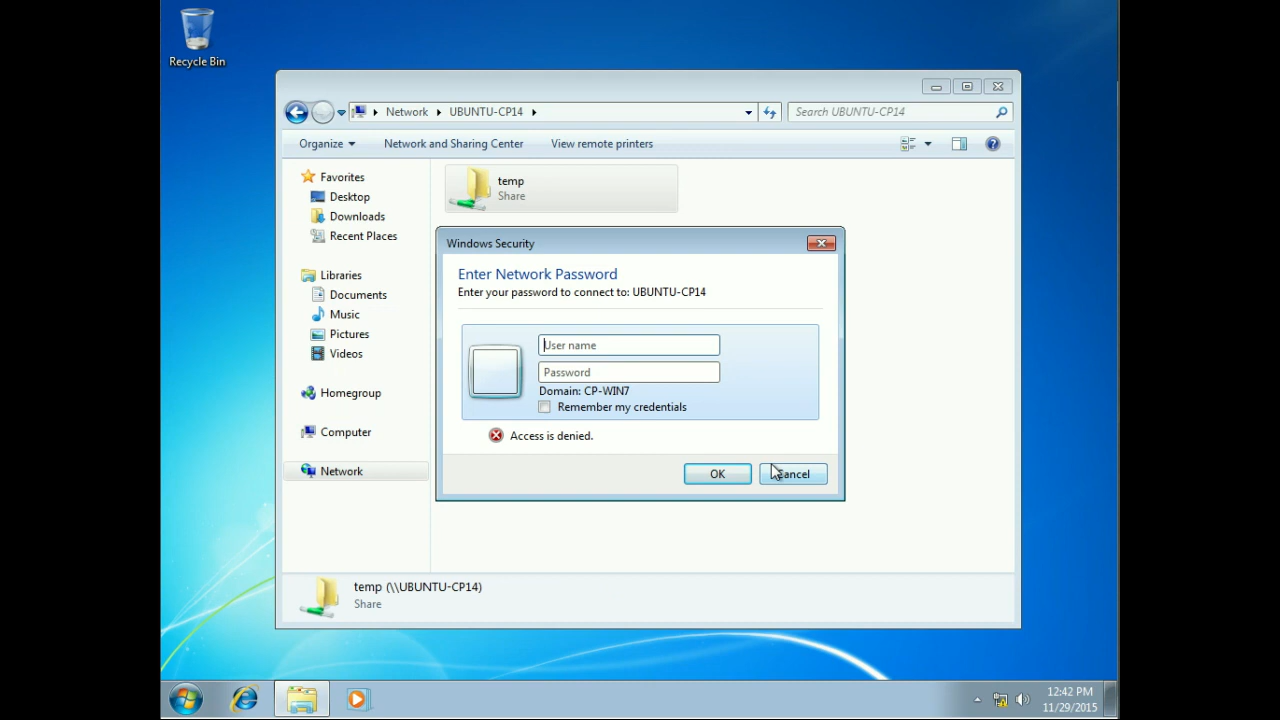 Recycle Bin
Network UBUNTU-CP14
Search UBUNTU-CP14
Organize Network and Sharing Center View remote printers
Favorites
Desktop
Downloads
Recent Places
Libraries
Documents
Music
Pictures
Videos
Homegroup
Computer
Network
temp
Share
Windows Security
Enter Network Password
Enter your password to connect to: UBUNTU-CP14
User name
Password
Domain: CP-WIN7
Remember my credentials
Access is denied.
OK Cancel
temp (\\UBUNTU-CP14)
Share
12:42 PM
11/29/2015